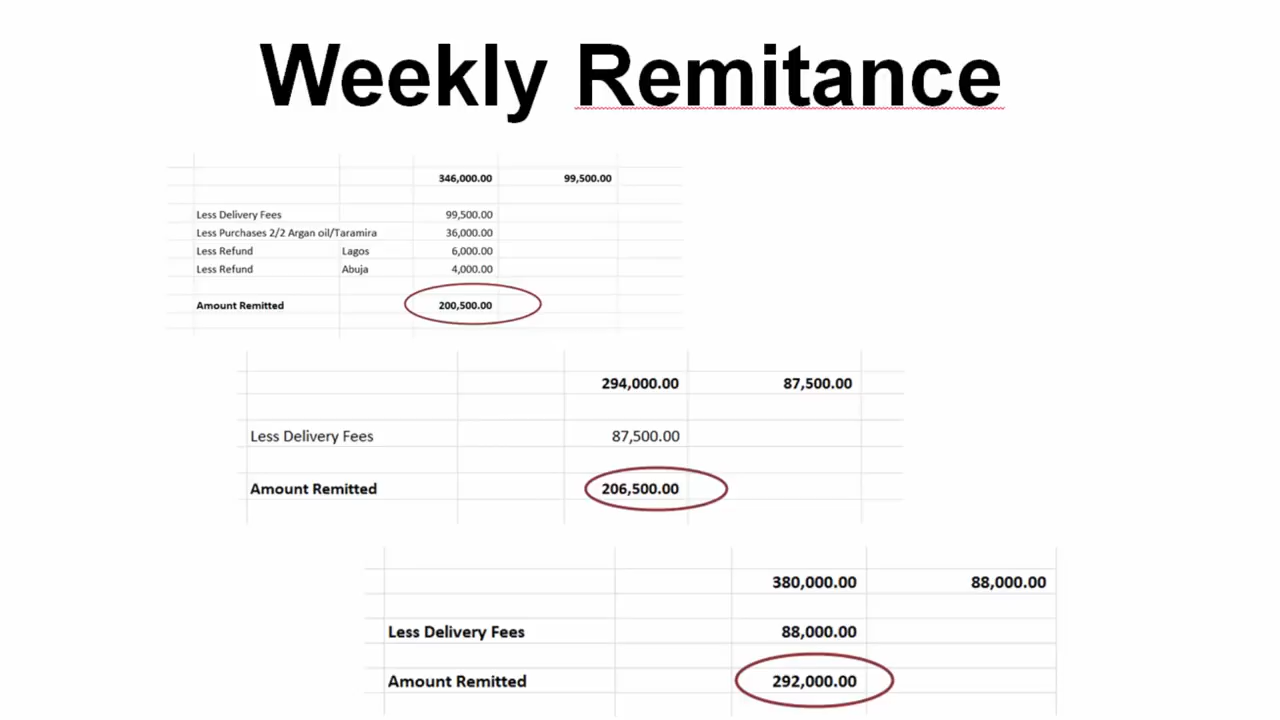 Weekly Remitance
346,000.00 99,500.00
Less Delivery Fees 99,500.00
Less Purchases 2/2 Argan oil/Taramira 36,000.00
Less Refund Lagos 6,000.00
Less Refund Abuja 4,000.00
Amount Remitted 200,500.00
294,000.00 87,500.00
Less Delivery Fees 87,500.00
Amount Remitted 206,500.00
380,000.00 88,000.00
Less Delivery Fees 88,000.00
Amount Remitted 292,000.00